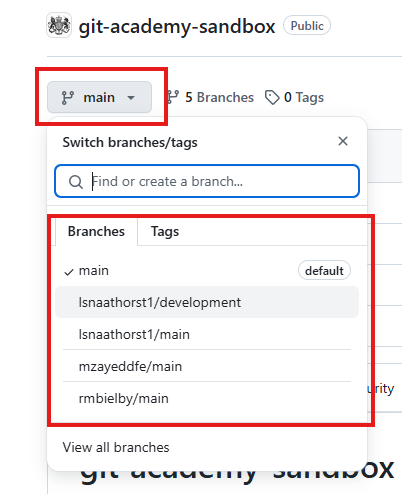 git-academy-sandbox Public
main 5 Branches 0 Tags
Switch branches/tags
Find or create a branch...
Branches Tags
main default
lsnaathorst1/development
lsnaathorst1/main
mzayeddfe/main
rmbielby/main
urity
View all branches
git-academy-sandbox